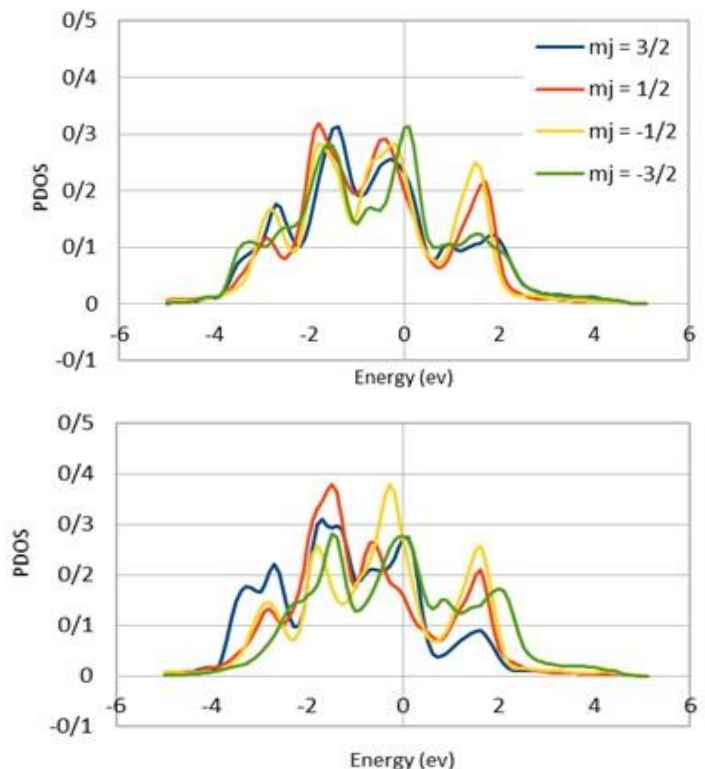 0/5
0/4
0/3
0/2
0/1
0
-0/1
PDOS
mj = 3/2
mj = 1/2
mj = -1/2
mj = -3/2
-6 -4 -2 0 2 4 6
Energy (ev)
0/5
0/4
0/3
0/2
0/1
0
-0/1
PDOS
-6 -4 -2 0 2 4 6
Energy (ev)